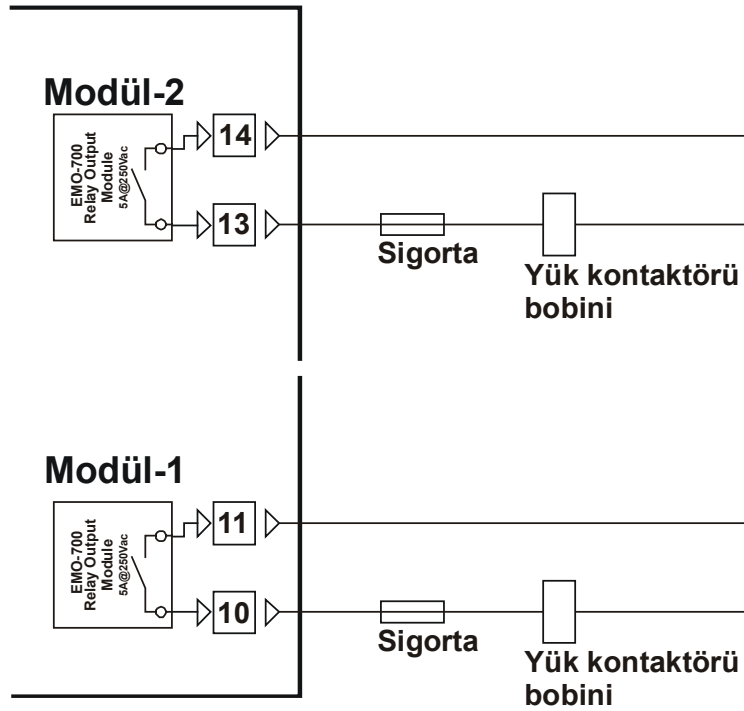 Modül-2
EMO-700
Relay Output
Module
5A@250Vac
14
13
Sigorta
Yük kontaktörü
bobini
Modül-1
EMO-700
Relay Output
Module
5A@250Vac
11
10
Sigorta
Yük kontaktörü
bobini